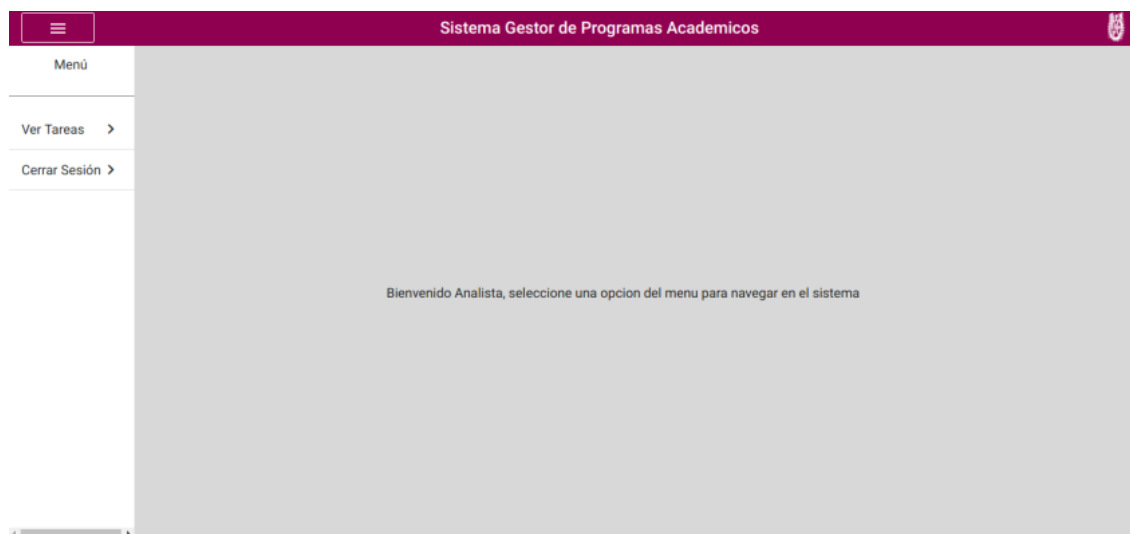 Sistema Gestor de Programas Academicos
Menú
Ver Tareas
Cerrar Sesión
Bienvenido Analista, seleccione una opcion del menu para navegar en el sistema